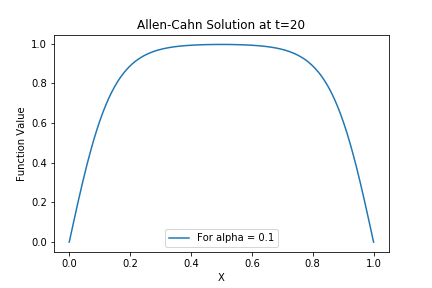 Allen-Cahn Solution at t=20
Function Value
1.0
0.8
0.6
0.4
0.2
0.0
For alpha = 0.1
0.0 0.2 0.4 0.6 0.8 1.0
X